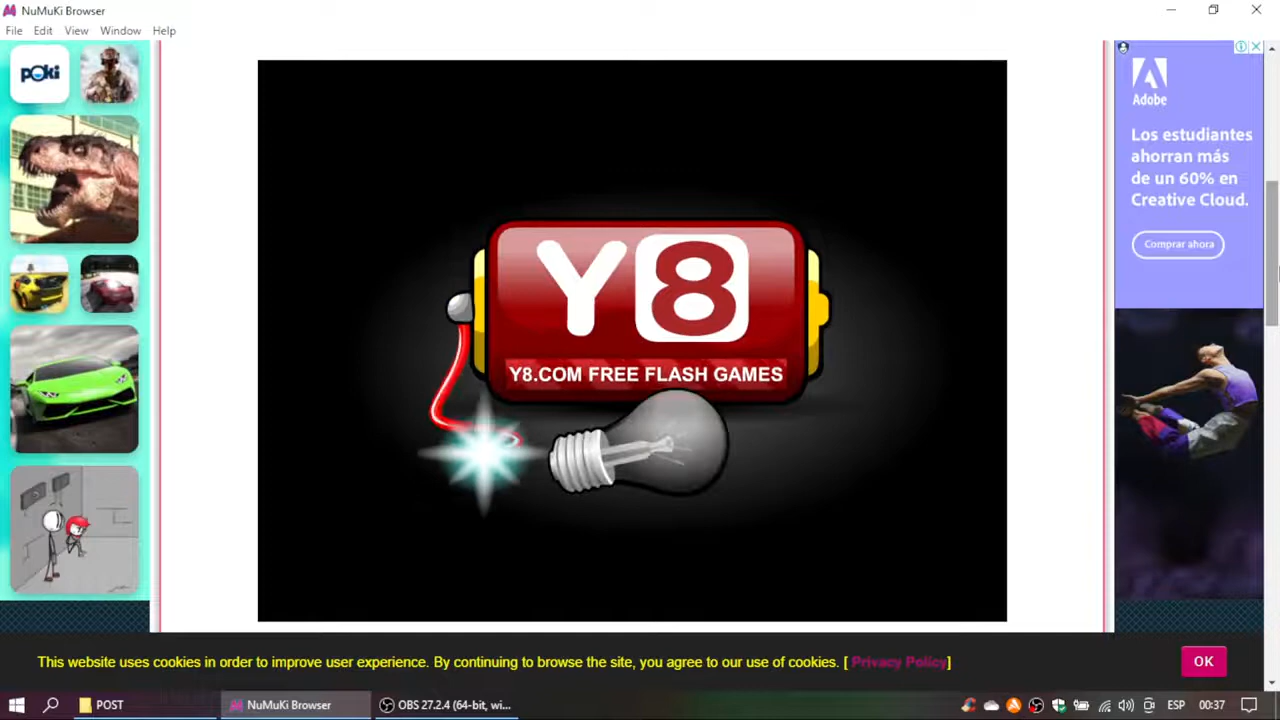 NuMuKi Browser
File Edit View Window Help
poki
Y8
Y8.COM FREE FLASH GAMES
Adobe
Los estudiantes
ahorran más
de un 60% en
Creative Cloud.
Comprar ahora
This website uses cookies in order to improve user experience. By continuing to browse the site, you agree to our use of cookies. [ Privacy Policy]
OK
POST
NuMuKi Browser
OBS 27.2.4 (64-bit, wi...
ESP
00:37